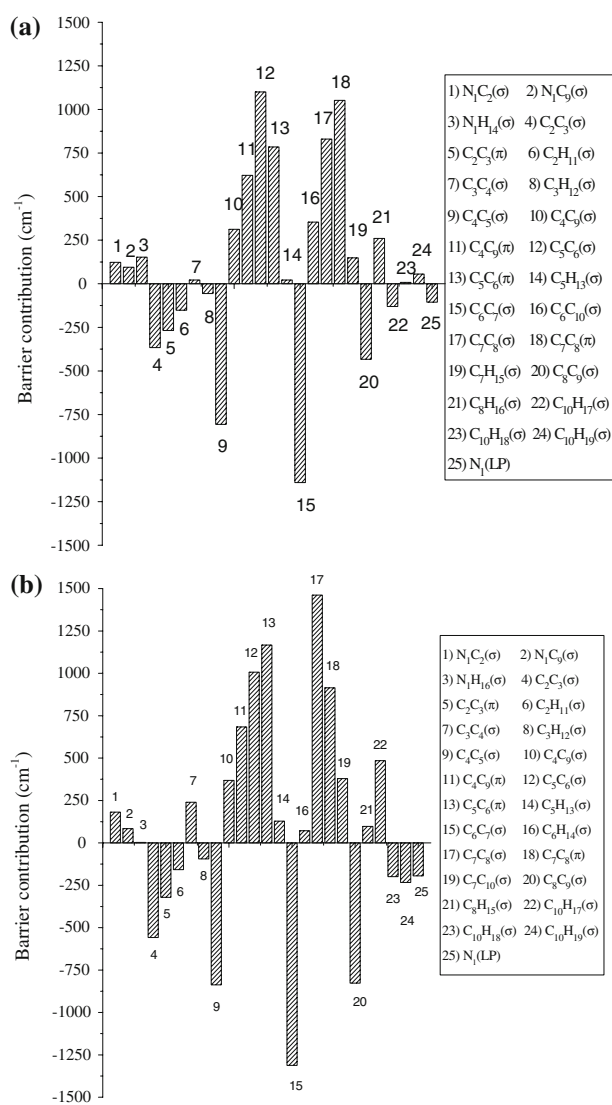 (a)
1500
1250
1000
750
500
250
0
-250
-500
-750
-1000
-1250
-1500
Barrier contribution (cm⁻¹)
1 2 3 4 5 6 7 8 9 10 11 12 13 14 15 16 17 18 19 20 21 22 23 24 25
1) N₁C₂(σ) 2) N₁C₉(σ)
3) N₁H₁₄(σ) 4) C₂C₃(σ)
5) C₂C₃(π) 6) C₂H₁₁(σ)
7) C₃C₄(σ) 8) C₃H₁₂(σ)
9) C₄C₅(σ) 10) C₄C₉(σ)
11) C₄C₉(π) 12) C₅C₆(σ)
13) C₅C₆(π) 14) C₅H₁₃(σ)
15) C₆C₇(σ) 16) C₆C₁₀(σ)
17) C₇C₈(σ) 18) C₇C₈(π)
19) C₇H₁₅(σ) 20) C₈C₉(σ)
21) C₈H₁₆(σ) 22) C₁₀H₁₇(σ)
23) C₁₀H₁₈(σ) 24) C₁₀H₁₉(σ)
25) N₁(LP)
(b)
1500
1250
1000
750
500
250
0
-250
-500
-750
-1000
-1250
-1500
Barrier contribution (cm⁻¹)
1 2 3 4 5 6 7 8 9 10 11 12 13 14 15 16 17 18 19 20 21 22 23 24 25
1) N₁C₂(σ) 2) N₁C₉(σ)
3) N₁H₁₆(σ) 4) C₂C₃(σ)
5) C₂C₃(π) 6) C₂H₁₁(σ)
7) C₃C₄(σ) 8) C₃H₁₂(σ)
9) C₄C₅(σ) 10) C₄C₉(σ)
11) C₄C₉(π) 12) C₅C₆(σ)
13) C₅C₆(π) 14) C₅H₁₃(σ)
15) C₆C₇(σ) 16) C₆H₁₄(σ)
17) C₇C₈(σ) 18) C₇C₈(π)
19) C₇C₁₀(σ) 20) C₈C₉(σ)
21) C₈H₁₅(σ) 22) C₁₀H₁₇(σ)
23) C₁₀H₁₈(σ) 24) C₁₀H₁₉(σ)
25) N₁(LP)